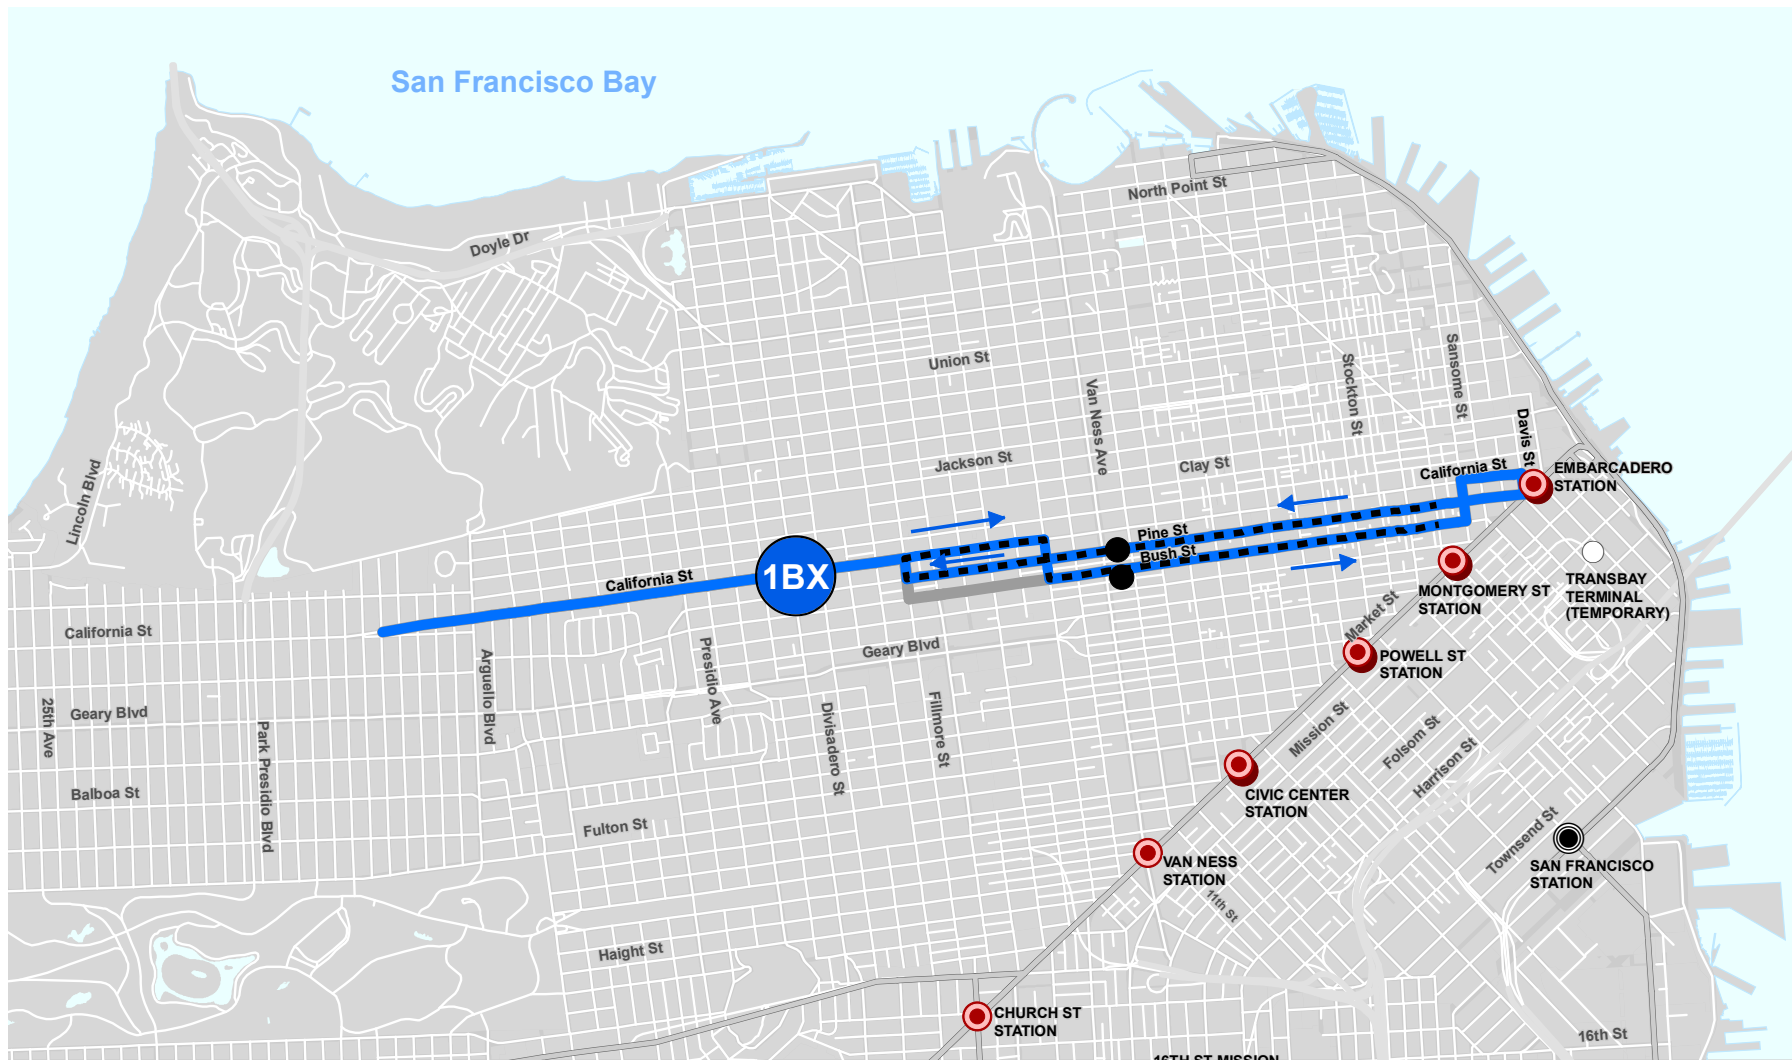 San Francisco Bay
North Point St
Doyle Dr
Union St
Van Ness Ave
Stockton St
Sansome St
Davis St
Jackson St
Clay St
California St
EMBARCADERO
STATION
Lincoln Blvd
Pine St
Bush St
1BX
California St
TRANSBAY
TERMINAL
(TEMPORARY)
MONTGOMERY ST
STATION
Market St
California St
Geary Blvd
POWELL ST
STATION
Arguello Blvd
Presidio Ave
25th Ave
Geary Blvd
Park Presidio Blvd
Divisadero St
Fillmore St
Mission St
Folsom St
Harrison St
Balboa St
CIVIC CENTER
STATION
Fulton St
Townsend St
VAN NESS
STATION
SAN FRANCISCO
STATION
11th St
Haight St
CHURCH ST
STATION
16th St
16TH ST MISSION